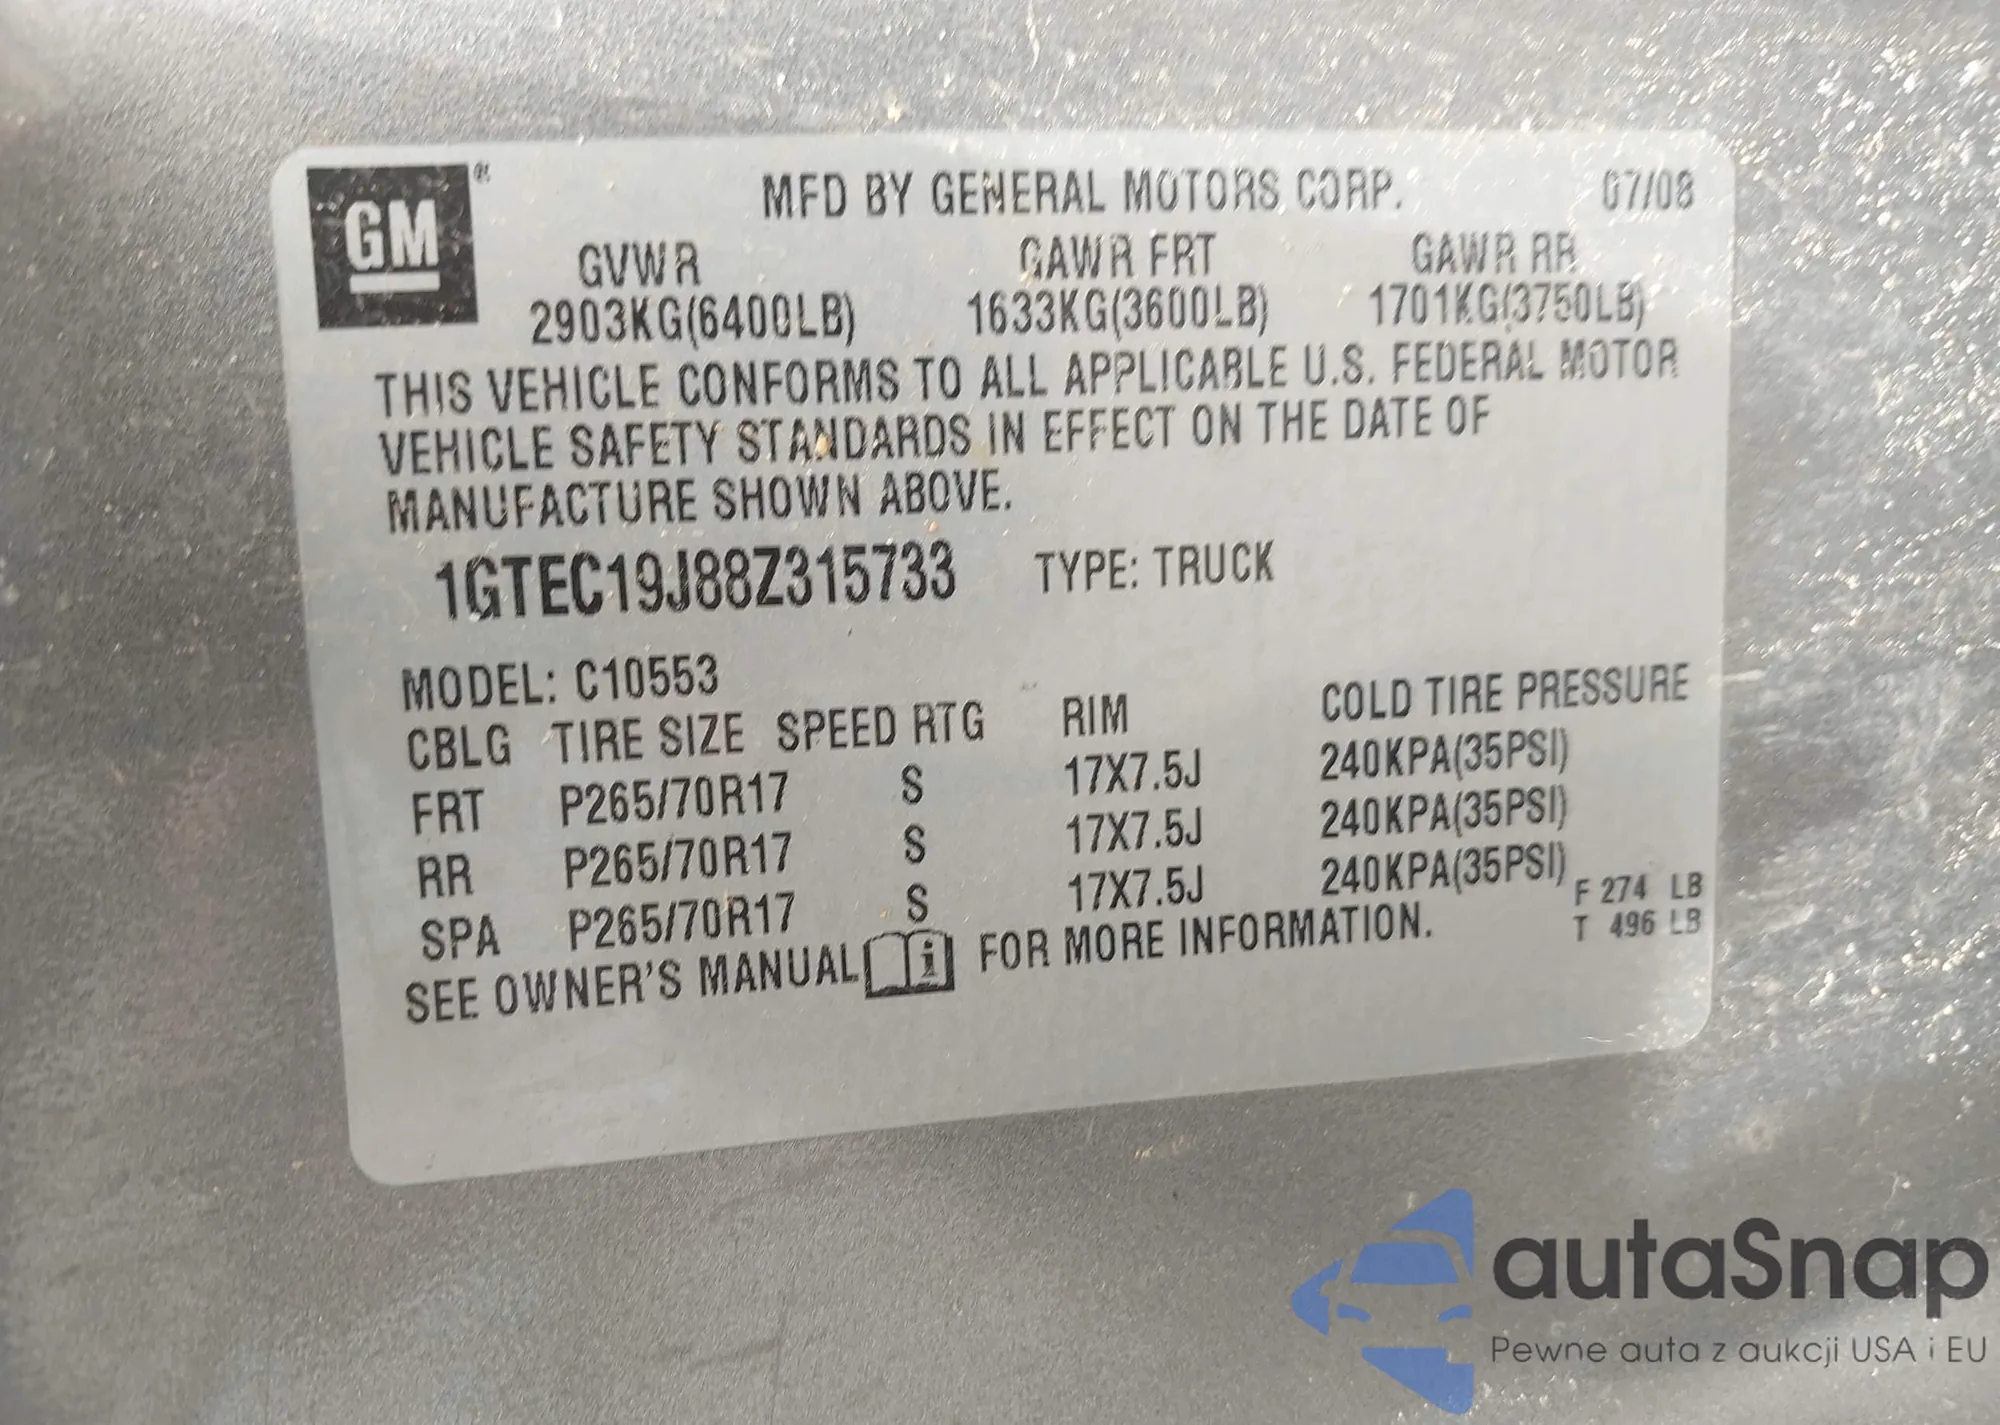 GM®
MFD BY GENERAL MOTORS CORP. 07/08
GVWR GAWR FRT GAWR RR
2903KG(6400LB) 1633KG(3600LB) 1701KG(3750LB)
THIS VEHICLE CONFORMS TO ALL APPLICABLE U.S. FEDERAL MOTOR
VEHICLE SAFETY STANDARDS IN EFFECT ON THE DATE OF
MANUFACTURE SHOWN ABOVE.
1GTEC19J88Z315733 TYPE: TRUCK
MODEL: C10553
CBLG TIRE SIZE SPEED RTG RIM COLD TIRE PRESSURE
FRT P265/70R17 S 17X7.5J 240KPA(35PSI)
RR P265/70R17 S 17X7.5J 240KPA(35PSI)
SPA P265/70R17 S 17X7.5J 240KPA(35PSI)
F 274 LB
T 496 LB
SEE OWNER'S MANUAL i FOR MORE INFORMATION.
autaSnap
Pewne auta z aukcji USA i EU